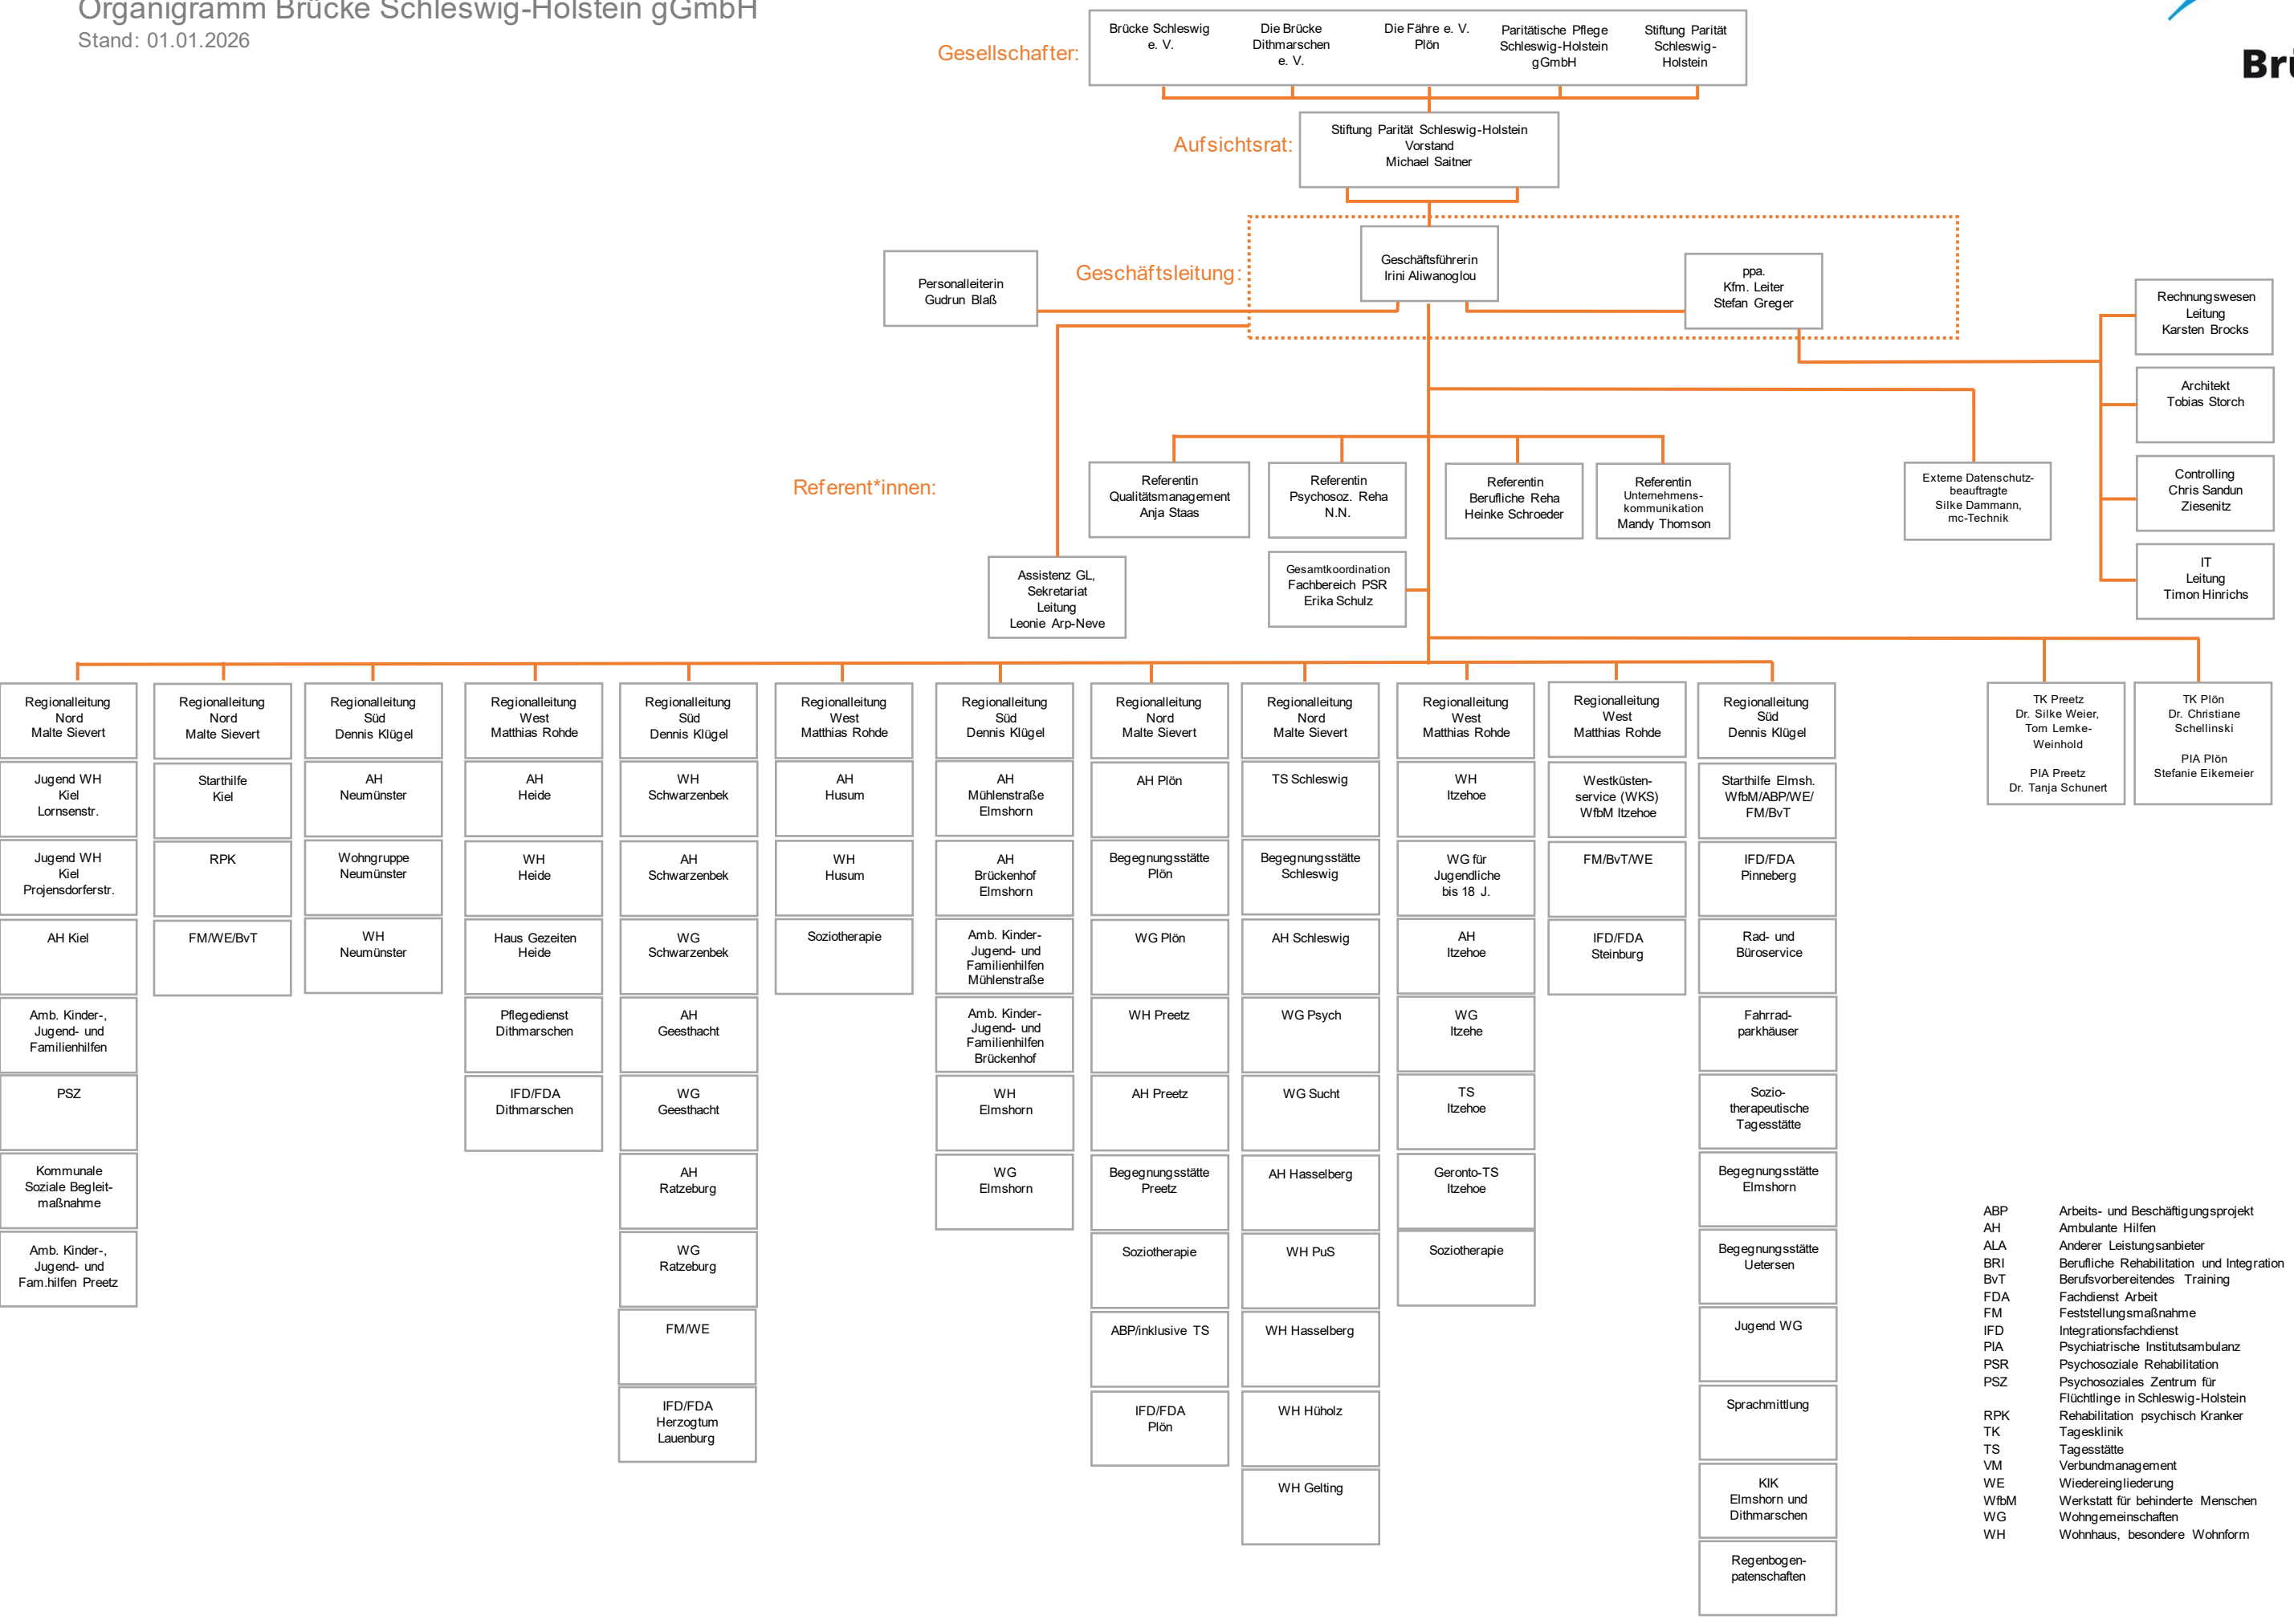 Organigramm Brücke Schleswig-Holstein gGmbH
Stand: 01.01.2026
Gesellschafter:
Brücke Schleswig
e. V.
Die Brücke
Dithmarschen
e. V.
Die Fähre e. V.
Plön
Paritätische Pflege
Schleswig-Holstein
gGmbH
Stiftung Parität
Schleswig-
Holstein
Aufsichtsrat:
Stiftung Parität Schleswig-Holstein
Vorstand
Michael Saitner
Geschäftsleitung:
Personalleiterin
Gudrun Blaß
Geschäftsführerin
Irini Aliwanoglou
ppa.
Kfm. Leiter
Stefan Greger
Rechnungswesen
Leitung
Karsten Brocks
Architekt
Tobias Storch
Controlling
Chris Sandun
Ziesenitz
IT
Leitung
Timon Hinrichs
Referent*innen:
Referentin
Qualitätsmanagement
Anja Staas
Referentin
Psychosoz. Reha
N.N.
Referentin
Berufliche Reha
Heinke Schroeder
Referentin
Unternehmens-
kommunikation
Mandy Thomson
Externe Datenschutz-
beauftragte
Silke Dammann,
mc-Technik
Assistenz GL,
Sekretariat
Leitung
Leonie Arp-Neve
Gesamtkoordination
Fachbereich PSR
Erika Schulz
Regionalleitung
Nord
Malte Sievert
Jugend WH
Kiel
Lornsenstr.
Jugend WH
Kiel
Projensdorferstr.
AH Kiel
Amb. Kinder-,
Jugend- und
Familienhilfen
PSZ
Kommunale
Soziale Begleit-
maßnahme
Amb. Kinder-,
Jugend- und
Fam.hilfen Preetz
Regionalleitung
Nord
Malte Sievert
Starthilfe
Kiel
RPK
FM/WE/BvT
Regionalleitung
Süd
Dennis Klügel
AH
Neumünster
Wohngruppe
Neumünster
WH
Neumünster
Regionalleitung
West
Matthias Rohde
AH
Heide
WH
Heide
Haus Gezeiten
Heide
Pflegedienst
Dithmarschen
IFD/FDA
Dithmarschen
Regionalleitung
Süd
Dennis Klügel
WH
Schwarzenbek
AH
Schwarzenbek
WG
Schwarzenbek
AH
Geesthacht
WG
Geesthacht
AH
Ratzeburg
WG
Ratzeburg
FM/WE
IFD/FDA
Herzogtum
Lauenburg
Regionalleitung
West
Matthias Rohde
AH
Husum
WH
Husum
Soziotherapie
Regionalleitung
Süd
Dennis Klügel
AH
Mühlenstraße
Elmshorn
AH
Brückenhof
Elmshorn
Amb. Kinder-
Jugend- und
Familienhilfen
Mühlenstraße
Amb. Kinder-
Jugend- und
Familienhilfen
Brückenhof
WH
Elmshorn
WG
Elmshorn
Regionalleitung
Nord
Malte Sievert
AH Plön
Begegnungsstätte
Plön
WG Plön
WH Preetz
AH Preetz
Begegnungsstätte
Preetz
Soziotherapie
ABP/inklusive TS
IFD/FDA
Plön
Regionalleitung
Nord
Malte Sievert
TS Schleswig
Begegnungsstätte
Schleswig
AH Schleswig
WG Psych
WG Sucht
AH Hasselberg
WH PuS
WH Hasselberg
WH Hüholz
WH Gelting
Regionalleitung
West
Matthias Rohde
WH
Itzehoe
WG für
Jugendliche
bis 18 J.
AH
Itzehoe
WG
Itzehe
TS
Itzehoe
Geronto-TS
Itzehoe
Soziotherapie
Regionalleitung
West
Matthias Rohde
Westküsten-
service (WKS)
WfbM Itzehoe
FM/BvT/WE
IFD/FDA
Steinburg
Regionalleitung
Süd
Dennis Klügel
Starthilfe Elmsh.
WfbM/ABP/WE/
FM/BvT
IFD/FDA
Pinneberg
Rad- und
Büroservice
Fahrrad-
parkhäuser
Sozio-
therapeutische
Tagesstätte
Begegnungsstätte
Elmshorn
Begegnungsstätte
Uetersen
Jugend WG
Sprachmittlung
KIK
Elmshorn und
Dithmarschen
Regenbogen-
patenschaften
TK Preetz
Dr. Silke Weier,
Tom Lemke-
Weinhold
PIA Preetz
Dr. Tanja Schunert
TK Plön
Dr. Christiane
Schellinski
PIA Plön
Stefanie Eikemeier
ABP Arbeits- und Beschäftigungsprojekt
AH Ambulante Hilfen
ALA Anderer Leistungsanbieter
BRI Berufliche Rehabilitation und Integration
BvT Berufsvorbereitendes Training
FDA Fachdienst Arbeit
FM Feststellungsmaßnahme
IFD Integrationsfachdienst
PIA Psychiatrische Institutsambulanz
PSR Psychosoziale Rehabilitation
PSZ Psychosoziales Zentrum für
Flüchtlinge in Schleswig-Holstein
RPK Rehabilitation psychisch Kranker
TK Tagesklinik
TS Tagesstätte
VM Verbundmanagement
WE Wiedereingliederung
WfbM Werkstatt für behinderte Menschen
WG Wohngemeinschaften
WH Wohnhaus, besondere Wohnform